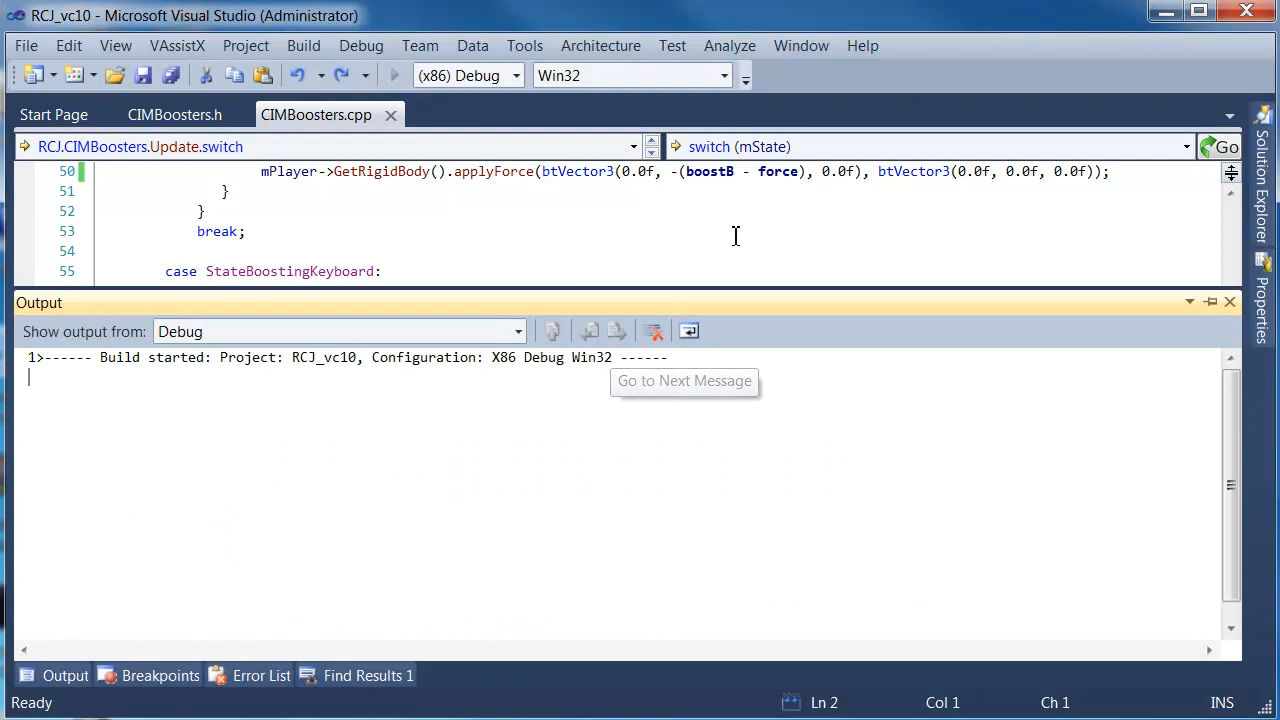 RCJ_vc10 - Microsoft Visual Studio (Administrator)
File Edit View VAssistX Project Build Debug Team Data Tools Architecture Test Analyze Window Help
(x86) Debug Win32
Start Page CIMBoosters.h CIMBoosters.cpp
RCJ.CIMBoosters.Update.switch switch (mState) Go
50 mPlayer->GetRigidBody().applyForce(btVector3(0.0f, -(boostB - force), 0.0f), btVector3(0.0f, 0.0f, 0.0f));
51 }
52 }
53 break;
54
55 case StateBoostingKeyboard:
Output
Show output from: Debug
1>------ Build started: Project: RCJ_vc10, Configuration: X86 Debug Win32 ------
Go to Next Message
Output Breakpoints Error List Find Results 1
Ready Ln 2 Col 1 Ch 1 INS
Solution Explorer
Properties